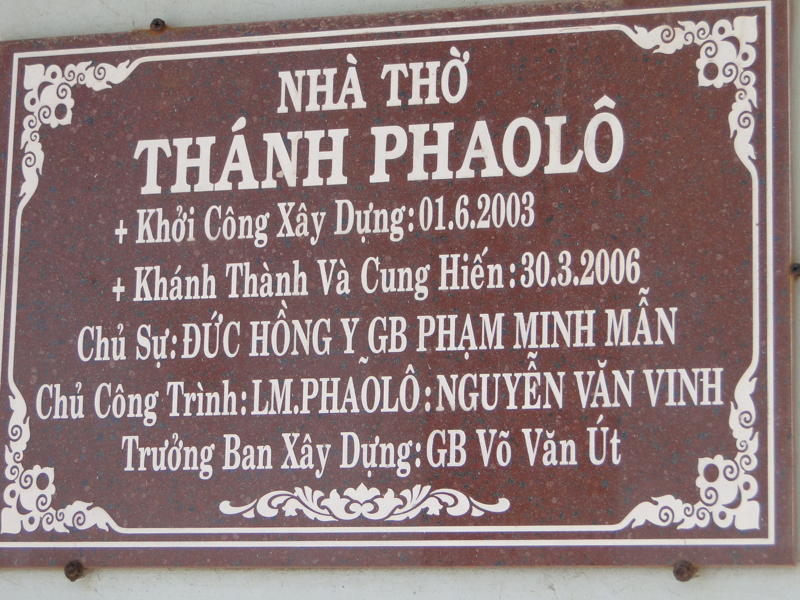 NHÀ THỜ
THÁNH PHAOLÔ
+ Khởi Công Xây Dựng:01.6.2003
+ Khánh Thành Và Cung Hiến:30.3.2006
Chủ Sự:ĐỨC HỒNG Y GB PHẠM MINH MẪN
Chủ Công Trình:LM.PHAOLÔ:NGUYỄN VĂN VINH
Trưởng Ban Xây Dựng:GB Võ Văn Út